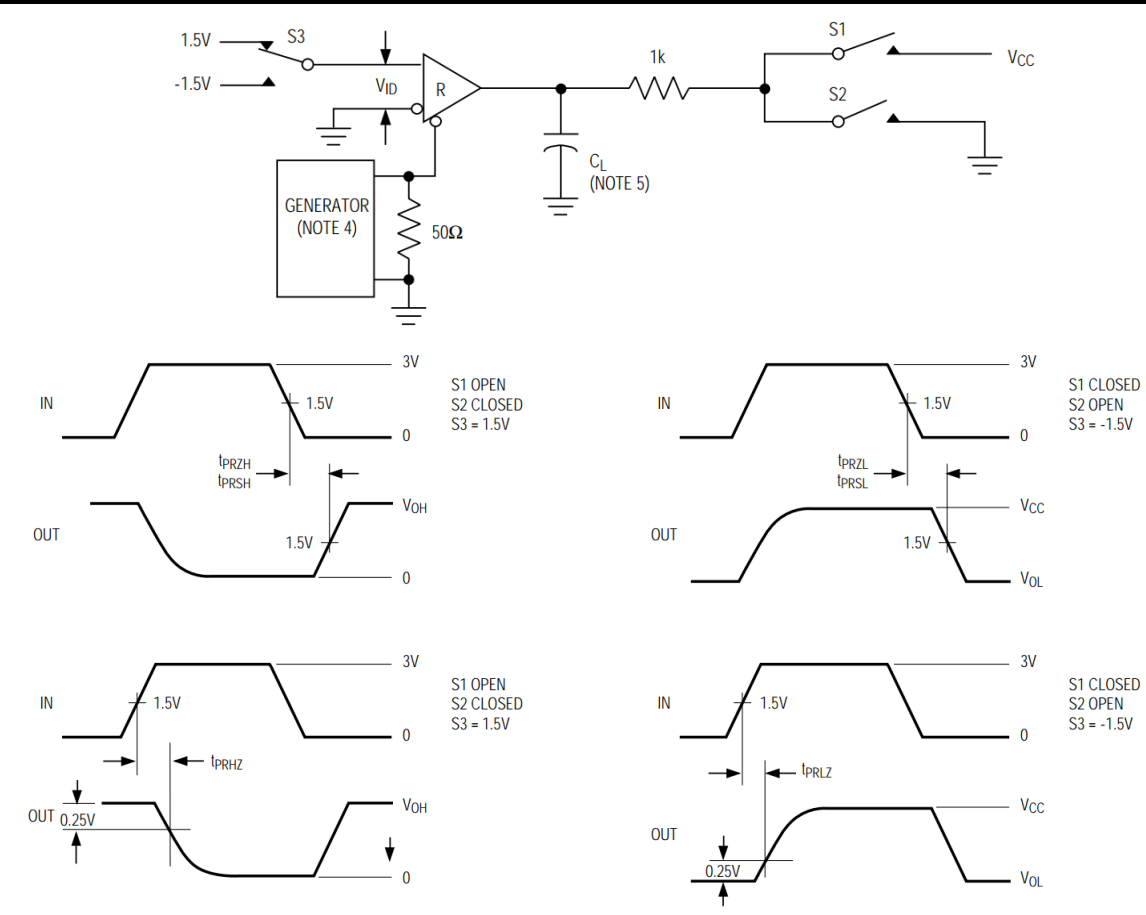 S1
1.5V
S3
1k
VCC
-1.5V
VID
R
S2
CL
(NOTE 5)
GENERATOR
(NOTE 4)
50Ω
3V
S1 OPEN
S2 CLOSED
S3 = 1.5V
IN
1.5V
0
tPRZH
tPRSH
VOH
OUT
1.5V
0
3V
S1 CLOSED
S2 OPEN
S3 = -1.5V
IN
1.5V
0
tPRZL
tPRSL
VCC
OUT
1.5V
VOL
3V
S1 OPEN
S2 CLOSED
S3 = 1.5V
IN
1.5V
0
tPRHZ
VOH
OUT
0.25V
0
3V
S1 CLOSED
S2 OPEN
S3 = -1.5V
IN
1.5V
0
tPRLZ
VCC
OUT
0.25V
VOL